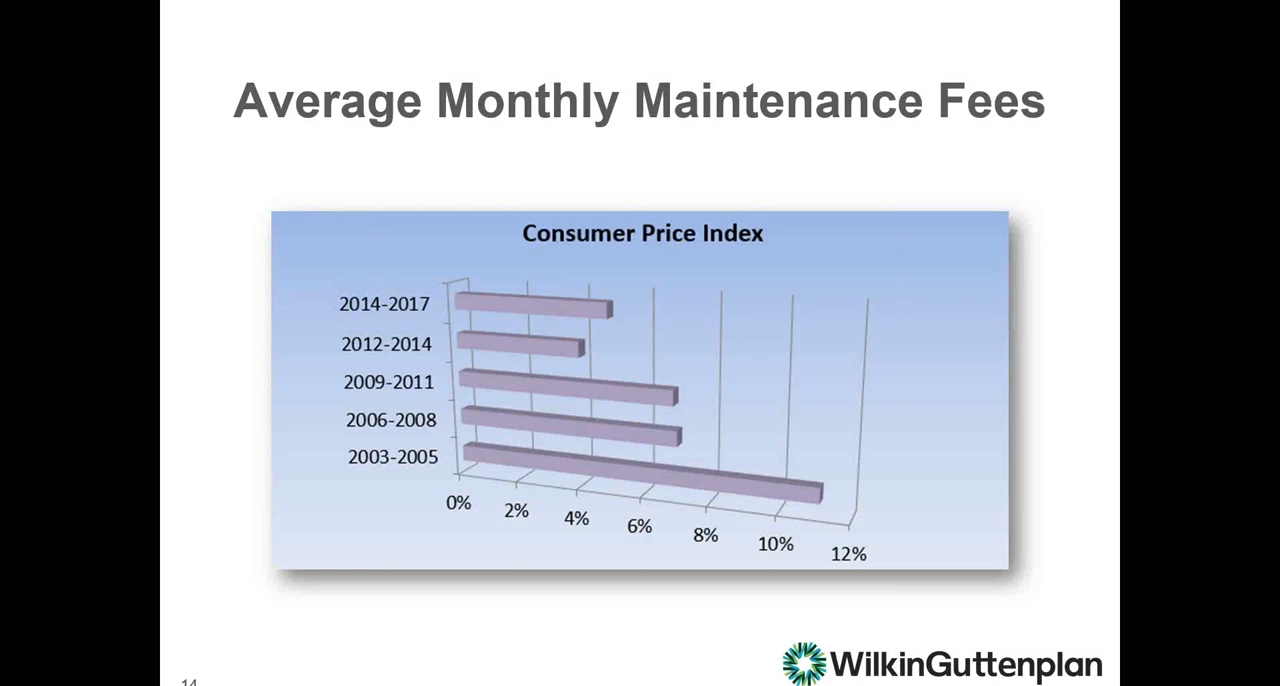 Average Monthly Maintenance Fees
Consumer Price Index
2014-2017
2012-2014
2009-2011
2006-2008
2003-2005
0% 2% 4% 6% 8% 10% 12%
WilkinGuttenplan
14